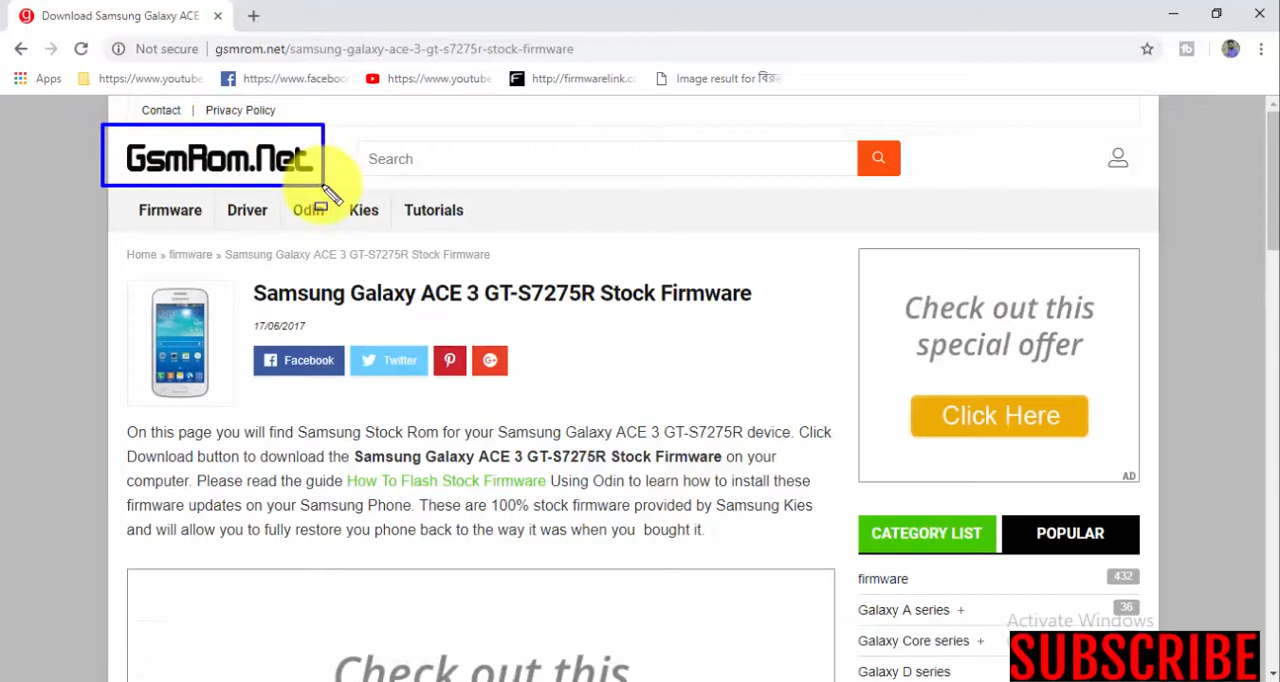 Download Samsung Galaxy ACE
Not secure | gsmrom.net/samsung-galaxy-ace-3-gt-s7275r-stock-firmware
Apps https://www.youtube https://www.faceboo https://www.youtube http://firmwarelink.c Image result for বির
Contact | Privacy Policy
GsmRom.Net
Search
Firmware Driver Odin Kies Tutorials
Home » firmware » Samsung Galaxy ACE 3 GT-S7275R Stock Firmware
Samsung Galaxy ACE 3 GT-S7275R Stock Firmware
17/06/2017
Facebook Twitter
On this page you will find Samsung Stock Rom for your Samsung Galaxy ACE 3 GT-S7275R device. Click
Download button to download the Samsung Galaxy ACE 3 GT-S7275R Stock Firmware on your
computer. Please read the guide How To Flash Stock Firmware Using Odin to learn how to install these
firmware updates on your Samsung Phone. These are 100% stock firmware provided by Samsung Kies
and will allow you to fully restore you phone back to the way it was when you bought it.
Check out this
Check out this
special offer
Click Here
AD
CATEGORY LIST POPULAR
firmware 432
Galaxy A series + 36
Galaxy Core series +
Galaxy D series
Activate Windows
SUBSCRIBE